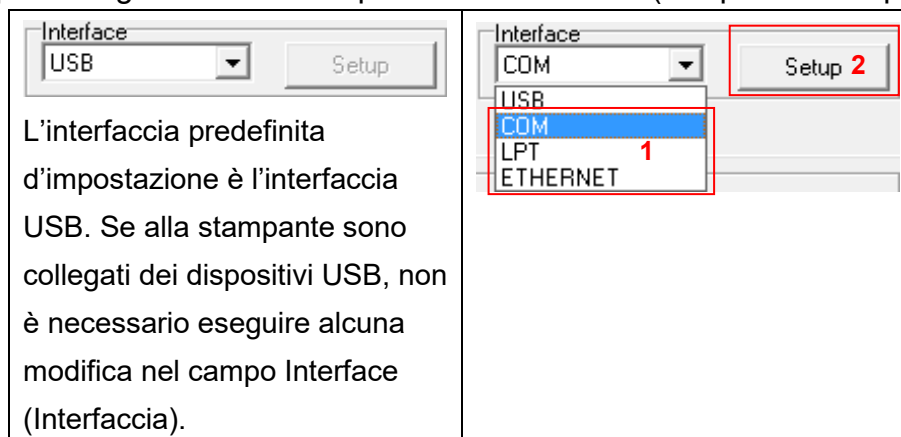 Interface
USB
Setup
L’interfaccia predefinita
d’impostazione è l’interfaccia
USB. Se alla stampante sono
collegati dei dispositivi USB, non
è necessario eseguire alcuna
modifica nel campo Interface
(Interfaccia).
Interface
COM
Setup 2
USB
COM
LPT 1
ETHERNET